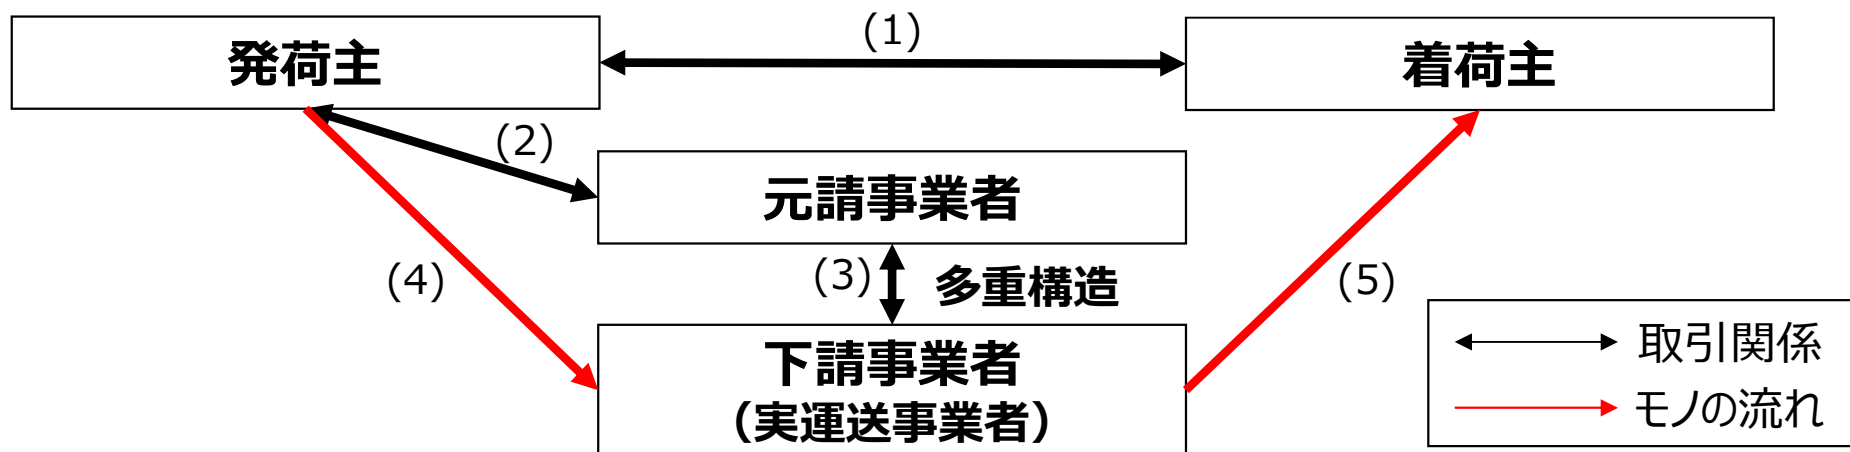 (1)
発荷主
着荷主
(2)
元請事業者
(3)
多重構造
(4)
(5)
下請事業者
(実運送事業者)
取引関係
モノの流れ